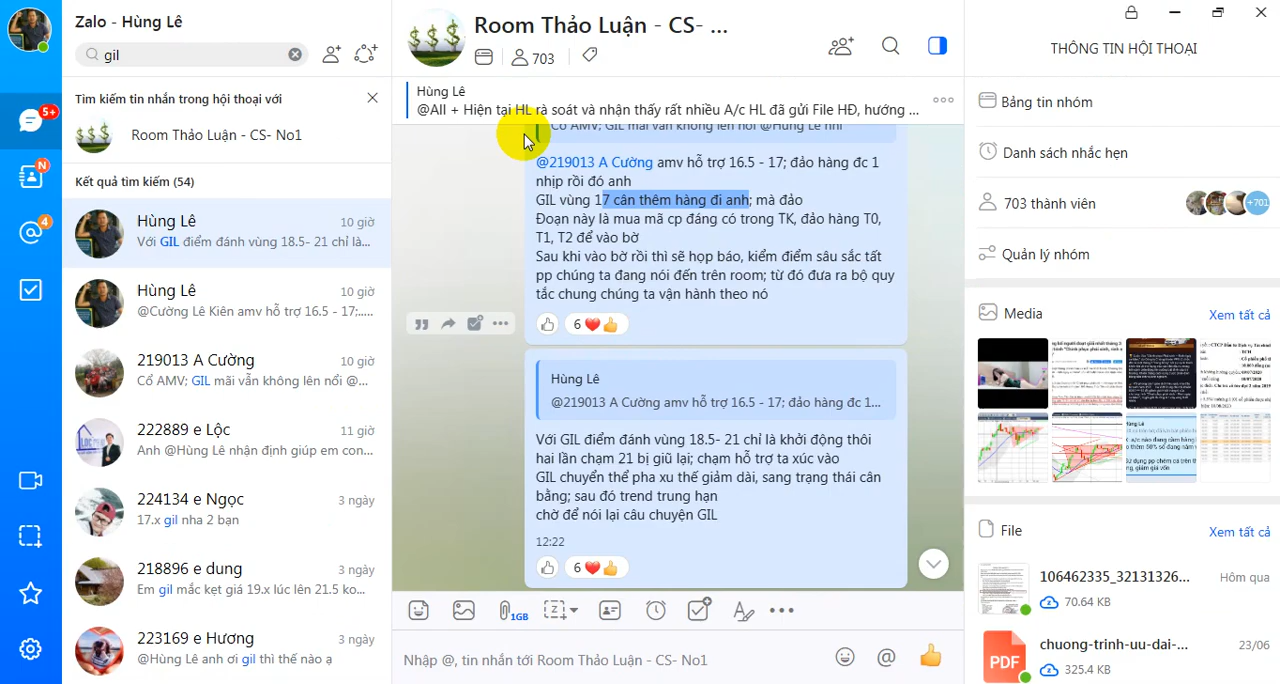 Zalo - Hùng Lê
gil
5+
N
4
Tìm kiếm tin nhắn trong hội thoại với
Room Thảo Luận - CS- No1
Kết quả tìm kiếm (54)
Hùng Lê
10 giờ
Với GIL điểm đánh vùng 18.5- 21 chỉ là...
Hùng Lê
10 giờ
@Cường Lê Kiên amv hỗ trợ 16.5 - 17;....
219013 A Cường
10 giờ
Cổ AMV; GIL mãi vẫn không lên nổi @...
222889 e Lộc
11 giờ
Anh @Hùng Lê nhận định giúp em con...
224134 e Ngọc
3 ngày
17.x gil nha 2 bạn
218896 e dung
3 ngày
Em gil mắc kẹt giá 19.x lúc lên 21.5 ko...
223169 e Hương
3 ngày
@Hùng Lê anh ơi gil thì thế nào ạ
Room Thảo Luận - CS- ...
703
Hùng Lê
@All + Hiện tại HL rà soát và nhận thấy rất nhiều A/c HL đã gửi File HĐ, hướng ...
Cổ AMV; GIL mãi vẫn không lên nổi @Hùng Lê nhỉ
@219013 A Cường amv hỗ trợ 16.5 - 17; đảo hàng đc 1
nhịp rồi đó anh
GIL vùng 17 cân thêm hàng đi anh; mà đảo
Đoạn này là mua mã cp đáng có trong TK, đảo hàng T0,
T1, T2 để vào bờ
Sau khi vào bờ rồi thì sẽ họp báo, kiểm điểm sâu sắc tất
pp chúng ta đang nói đến trên room; từ đó đưa ra bộ quy
tắc chung chúng ta vận hành theo nó
6
Hùng Lê
@219013 A Cường amv hỗ trợ 16.5 - 17; đảo hàng đc 1...
Với GIL điểm đánh vùng 18.5- 21 chỉ là khởi động thôi
hai lần chạm 21 bị giũ lại; chạm hỗ trợ ta xúc vào
GIL chuyển thể pha xu thế giảm dài, sang trạng thái cân
bằng; sau đó trend trung hạn
chờ để nói lại câu chuyện GIL
12:22
6
1GB
Nhập @, tin nhắn tới Room Thảo Luận - CS- No1
THÔNG TIN HỘI THOẠI
Bảng tin nhóm
Danh sách nhắc hẹn
703 thành viên
+701
Quản lý nhóm
Media
Xem tất cả
File
Xem tất cả
106462335_32131326...
Hôm qua
70.64 KB
PDF
chuong-trinh-uu-dai-...
23/06
325.4 KB